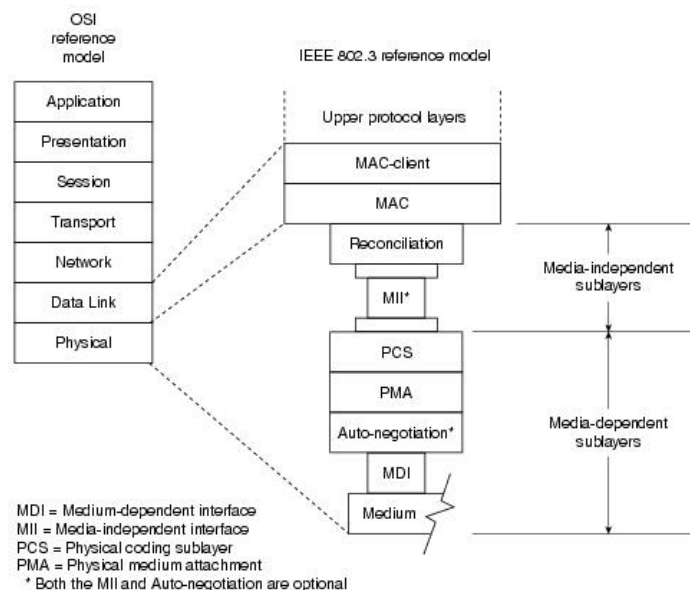 OSI
reference
model
IEEE 802.3 reference model
Application
Presentation
Session
Transport
Network
Data Link
Physical
Upper protocol layers
MAC-client
MAC
Reconciliation
MII*
PCS
PMA
Auto-negotiation*
MDI
Medium
Media-independent
sublayers
Media-dependent
sublayers
MDI = Medium-dependent interface
MII = Media-independent interface
PCS = Physical coding sublayer
PMA = Physical medium attachment
* Both the MII and Auto-negotiation are optional